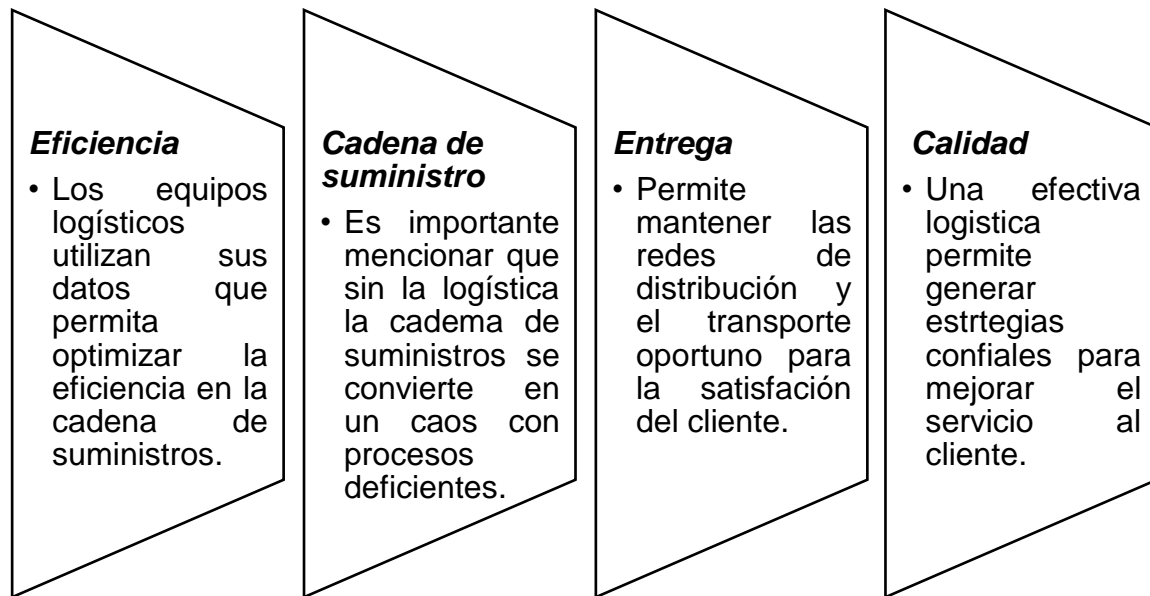 Eficiencia
• Los equipos
logísticos
utilizan sus
datos que
permita
optimizar la
eficiencia en la
cadena de
suministros.
Cadena de
suministro
• Es importante
mencionar que
sin la logística
la cadema de
suministros se
convierte en
un caos con
procesos
deficientes.
Entrega
• Permite
mantener las
redes de
distribución y
el transporte
oportuno para
la satisfacción
del cliente.
Calidad
• Una efectiva
logistica
permite
generar
estrtegias
confiales para
mejorar el
servicio al
cliente.